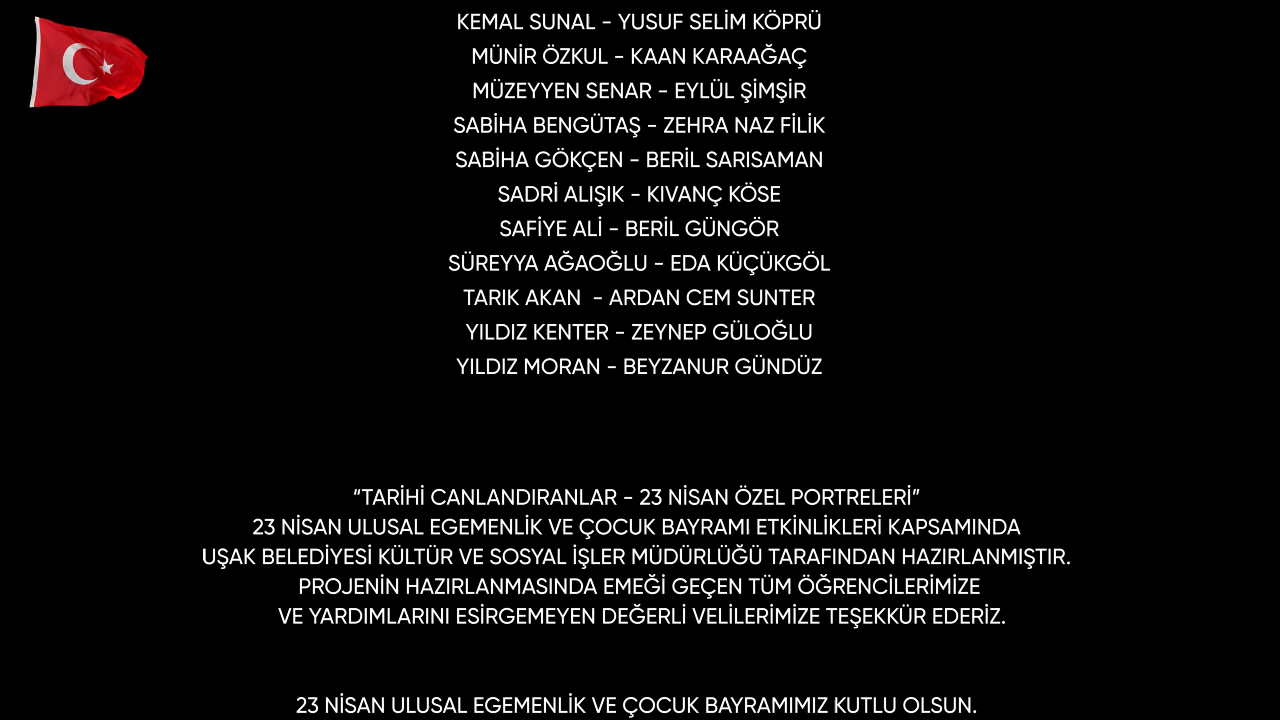 KEMAL SUNAL - YUSUF SELİM KÖPRÜ
MÜNİR ÖZKUL - KAAN KARAAĞAÇ
MÜZEYYEN SENAR - EYLÜL ŞİMŞİR
SABİHA BENGÜTAŞ - ZEHRA NAZ FİLİK
SABİHA GÖKÇEN - BERİL SARISAMAN
SADRİ ALIŞIK - KIVANÇ KÖSE
SAFİYE ALİ - BERİL GÜNGÖR
SÜREYYA AĞAOĞLU - EDA KÜÇÜKGÖL
TARIK AKAN  - ARDAN CEM SUNTER
YILDIZ KENTER - ZEYNEP GÜLOĞLU
YILDIZ MORAN - BEYZANUR GÜNDÜZ
“TARİHİ CANLANDIRANLAR - 23 NİSAN ÖZEL PORTRELERİ”
23 NİSAN ULUSAL EGEMENLİK VE ÇOCUK BAYRAMI ETKİNLİKLERİ KAPSAMINDA
UŞAK BELEDİYESİ KÜLTÜR VE SOSYAL İŞLER MÜDÜRLÜĞÜ TARAFINDAN HAZIRLANMIŞTIR.
PROJENİN HAZIRLANMASINDA EMEĞİ GEÇEN TÜM ÖĞRENCİLERİMİZE
VE YARDIMLARINI ESİRGEMEYEN DEĞERLİ VELİLERİMİZE TEŞEKKÜR EDERİZ.
23 NİSAN ULUSAL EGEMENLİK VE ÇOCUK BAYRAMIMIZ KUTLU OLSUN.